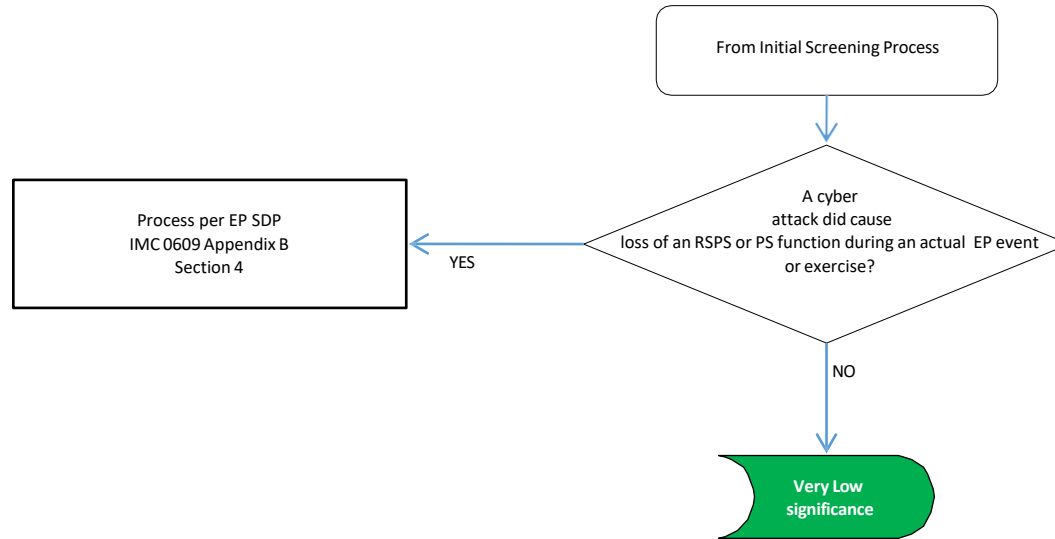 From Initial Screening Process
A cyber
attack did cause
loss of an RSPS or PS function during an actual EP event
or exercise?
YES
Process per EP SDP
IMC 0609 Appendix B
Section 4
NO
Very Low
significance